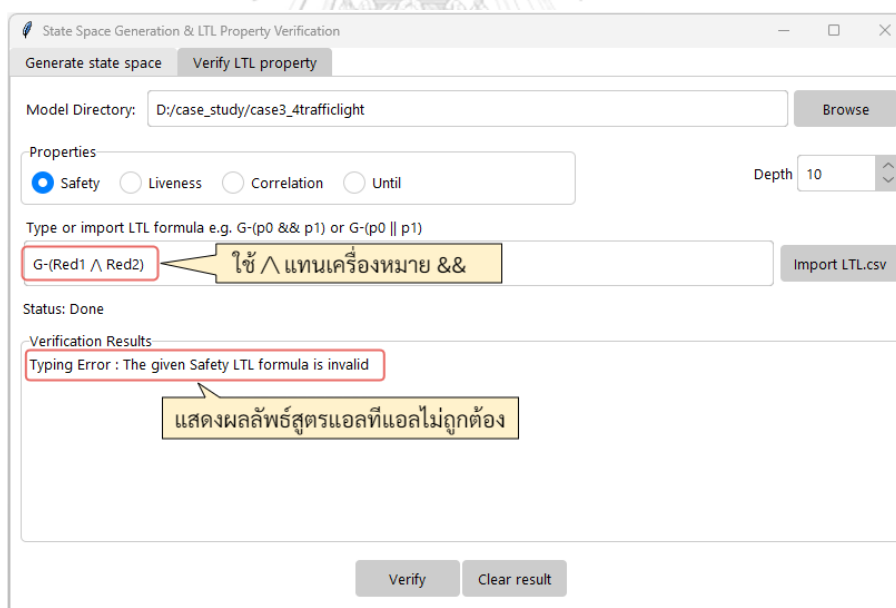 State Space Generation & LTL Property Verification
Generate state space Verify LTL property
Model Directory: D:/case_study/case3_4trafficlight Browse
Properties
Safety Liveness Correlation Until Depth 10
Type or import LTL formula e.g. G-(p0 && p1) or G-(p0 || p1)
G-(Red1 /\ Red2) ใช้ /\ แทนเครื่องหมาย && Import LTL.csv
Status: Done
Verification Results
Typing Error : The given Safety LTL formula is invalid
แสดงผลลัพธ์สูตรแอลทีแอลไม่ถูกต้อง
Verify Clear result